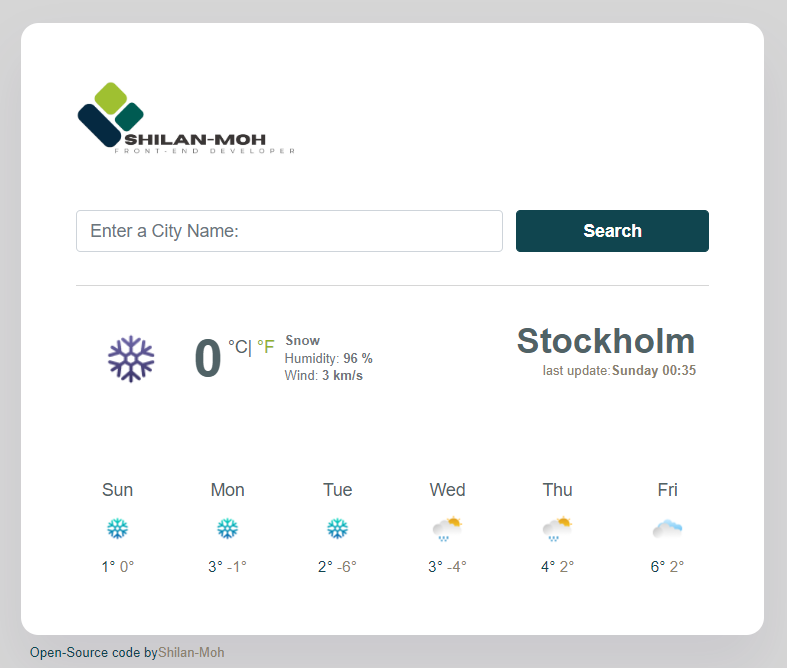 SHILAN-MOH
FRONT-END DEVELOPER
Enter a City Name:
Search
0 °C| °F
Snow
Humidity: 96 %
Wind: 3 km/s
Stockholm
last update:Sunday 00:35
Sun Mon Tue Wed Thu Fri
1° 0° 3° -1° 2° -6° 3° -4° 4° 2° 6° 2°
Open-Source code byShilan-Moh